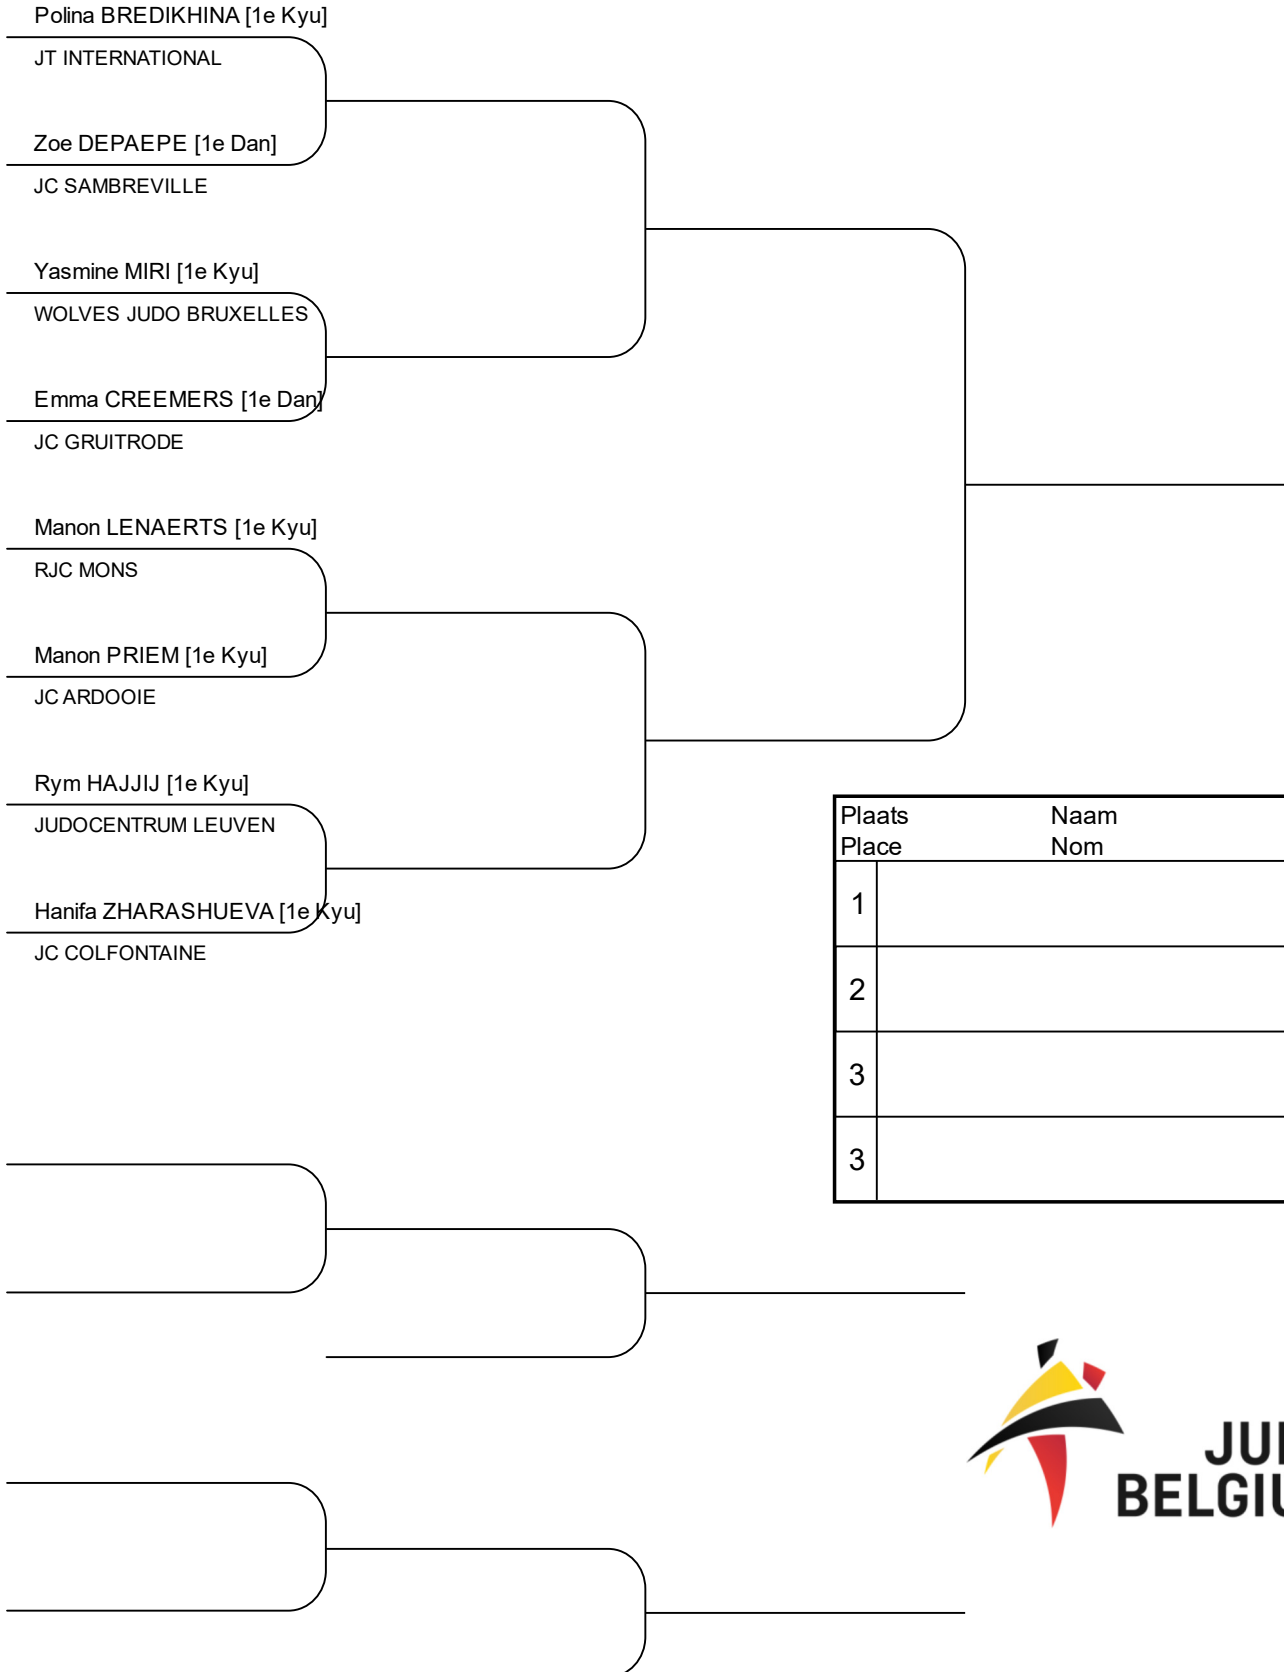 Polina BREDIKHINA [1e Kyu]
JT INTERNATIONAL
Zoe DEPAEPE [1e Dan]
JC SAMBREVILLE
Yasmine MIRI [1e Kyu]
WOLVES JUDO BRUXELLES
Emma CREEMERS [1e Dan]
JC GRUITRODE
Manon LENAERTS [1e Kyu]
RJC MONS
Manon PRIEM [1e Kyu]
JC ARDOOIE
Rym HAJJIJ [1e Kyu]
JUDOCENTRUM LEUVEN
Hanifa ZHARASHUEVA [1e Kyu]
JC COLFONTAINE
Plaats Naam
Place Nom
1
2
3
3